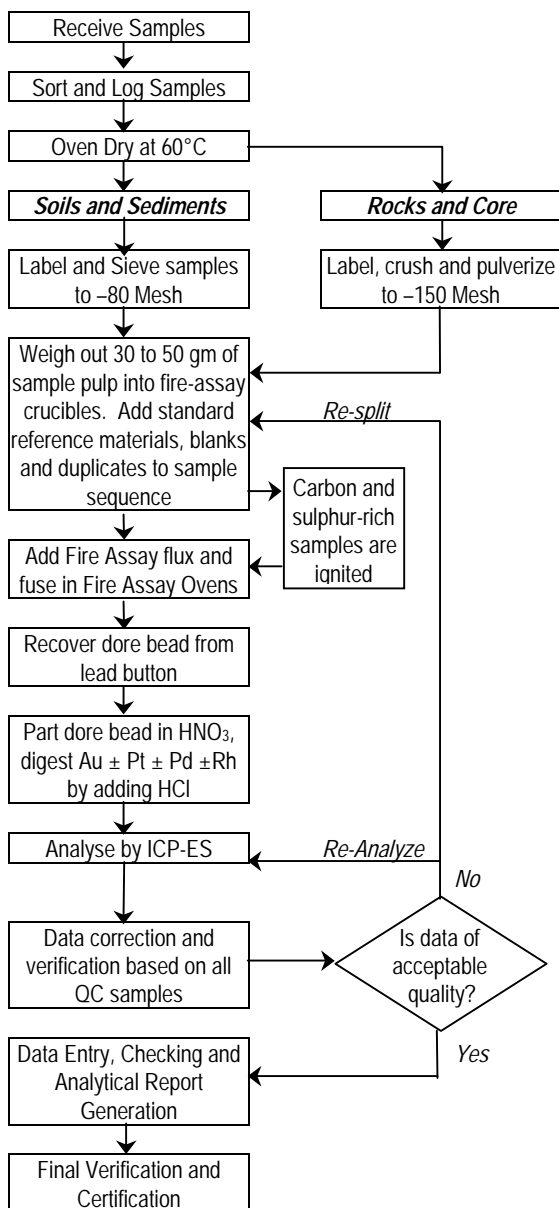 Receive Samples
Sort and Log Samples
Oven Dry at 60°C
Soils and Sediments
Rocks and Core
Label and Sieve samples
to –80 Mesh
Label, crush and pulverize
to –150 Mesh
Weigh out 30 to 50 gm of
sample pulp into fire-assay
crucibles. Add standard
reference materials, blanks
and duplicates to sample
sequence
Re-split
Carbon and
sulphur-rich
samples are
ignited
Add Fire Assay flux and
fuse in Fire Assay Ovens
Recover dore bead from
lead button
Part dore bead in HNO₃,
digest Au ± Pt ± Pd ±Rh
by adding HCl
Analyse by ICP-ES
Re-Analyze
No
Data correction and
verification based on all
QC samples
Is data of
acceptable
quality?
Yes
Data Entry, Checking and
Analytical Report
Generation
Final Verification and
Certification